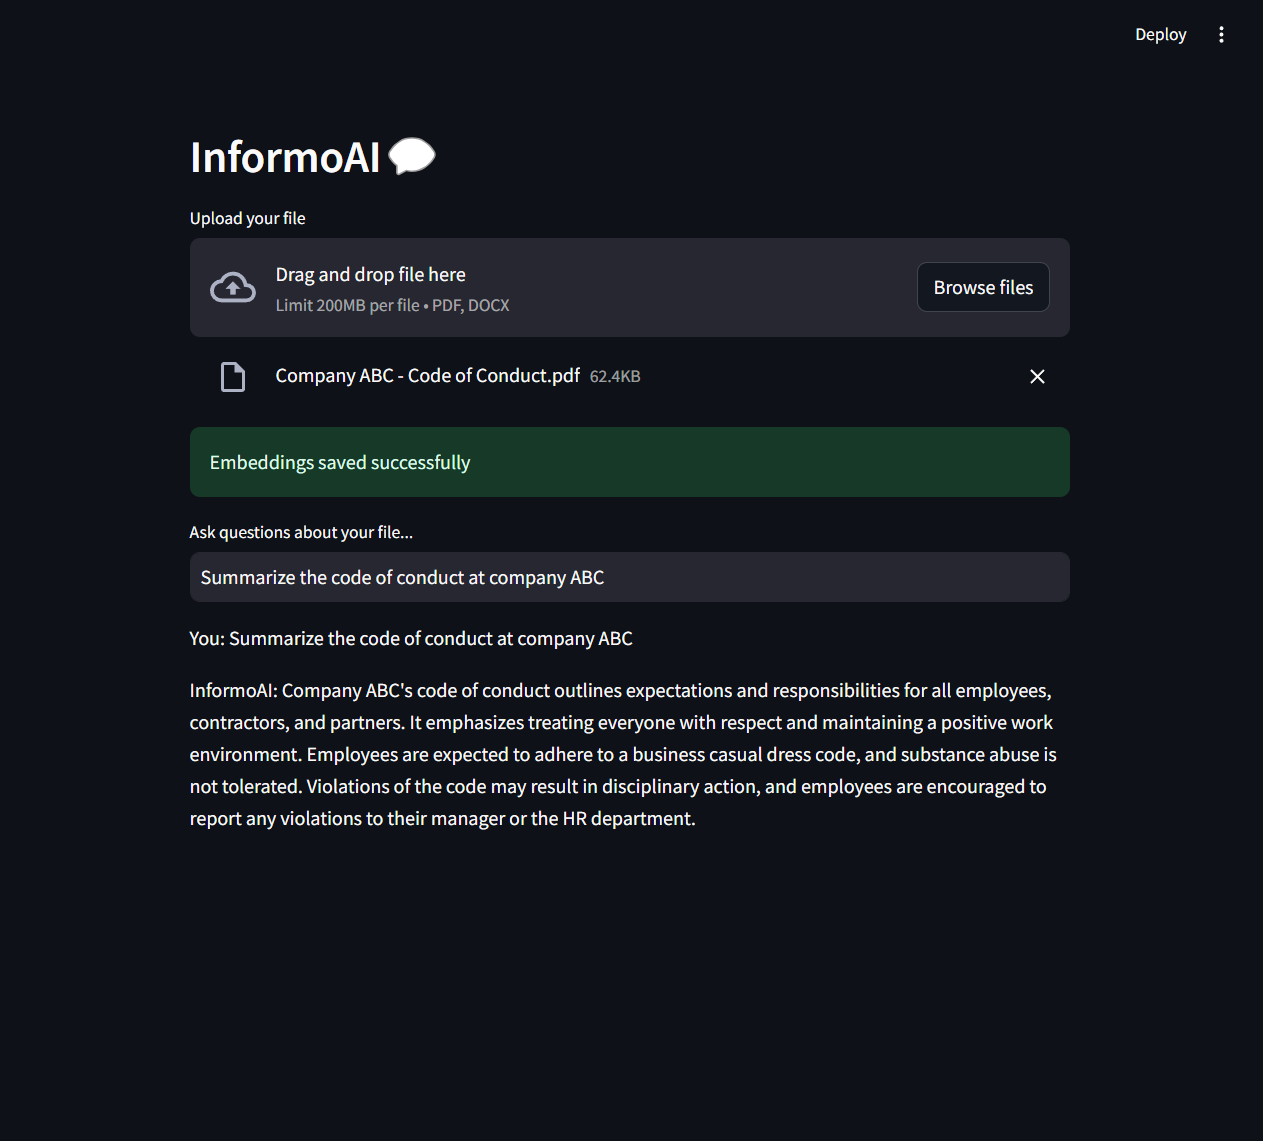 Deploy
InformoAI
Upload your file
Drag and drop file here
Limit 200MB per file • PDF, DOCX
Browse files
Company ABC - Code of Conduct.pdf 62.4KB
Embeddings saved successfully
Ask questions about your file...
Summarize the code of conduct at company ABC
You: Summarize the code of conduct at company ABC
InformoAI: Company ABC's code of conduct outlines expectations and responsibilities for all employees,
contractors, and partners. It emphasizes treating everyone with respect and maintaining a positive work
environment. Employees are expected to adhere to a business casual dress code, and substance abuse is
not tolerated. Violations of the code may result in disciplinary action, and employees are encouraged to
report any violations to their manager or the HR department.